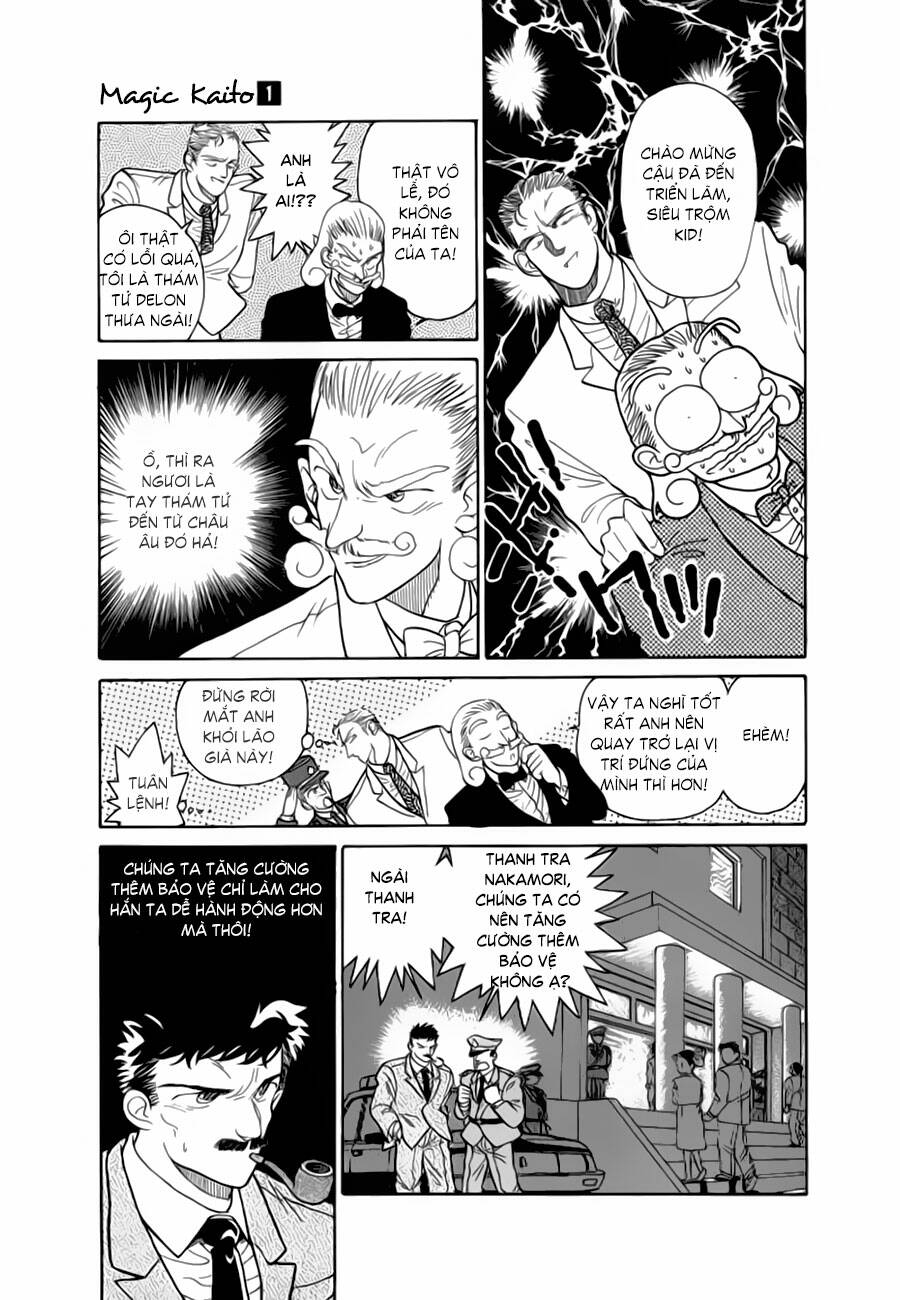 Magic Kaito 1
CHÀO MỪNG
CẬU ĐÃ ĐẾN
TRIỂN LÃM,
SIÊU TRỘM
KID!
THẬT VÔ
LỄ, ĐÓ
KHÔNG
PHẢI TÊN
CỦA TA!
ANH
LÀ
AI!??
ÔI THẬT
CÓ LỖI QUÁ,
TÔI LÀ THÁM
TỬ DELON
THƯA NGÀI!
Ồ, THÌ RA
NGƯƠI LÀ
TAY THÁM TỬ
ĐẾN TỪ CHÂU
ÂU ĐÓ HẢ!
EHÈM!
VẬY TA NGHĨ TỐT
RẤT ANH NÊN
QUAY TRỞ LẠI VỊ
TRÍ ĐỨNG CỦA
MÌNH THÌ HƠN!
ĐỪNG RỜI
MẮT ANH
KHỎI LÃO
GIÀ NÀY!
TUÂN
LỆNH!
THANH TRA
NAKAMORI,
CHÚNG TA CÓ
NÊN TĂNG
CƯỜNG THÊM
BẢO VỆ
KHÔNG Ạ?
NGÀI
THANH
TRA!
CHÚNG TA TĂNG CƯỜNG
THÊM BẢO VỆ CHỈ LÀM CHO
HẮN TA DỄ HÀNH ĐỘNG HƠN
MÀ THÔI!